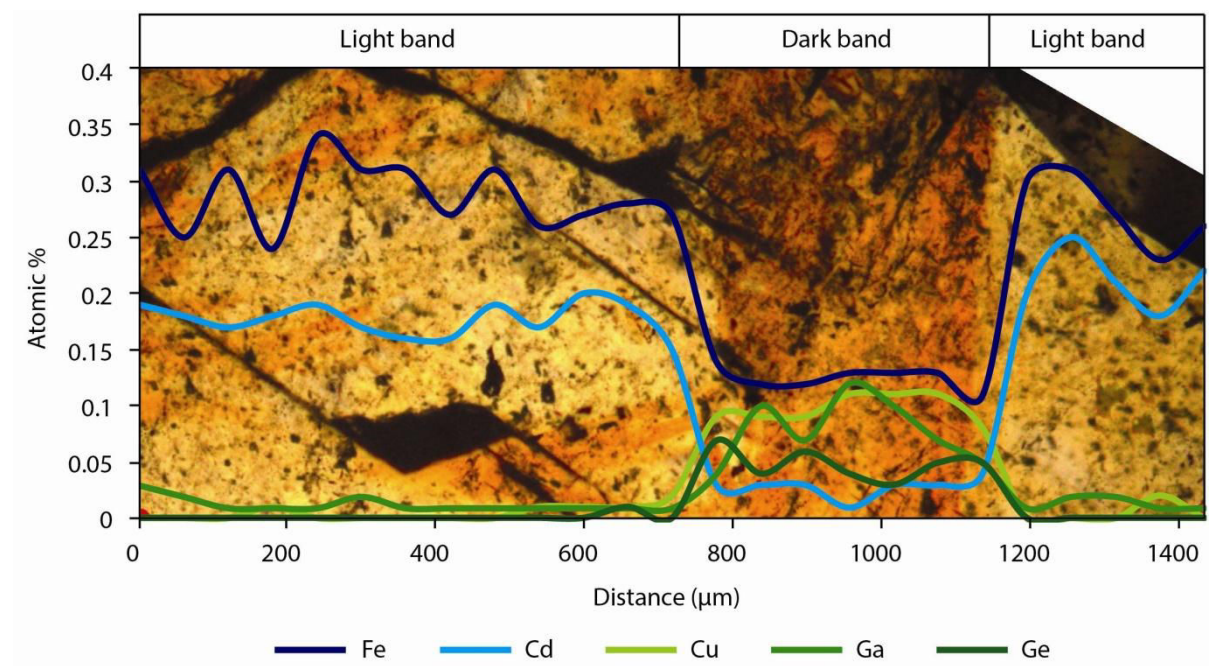 Light band Dark band Light band
0.4
0.35
0.3
0.25
0.2
0.15
0.1
0.05
0
Atomic %
0 200 400 600 800 1000 1200 1400
Distance (µm)
Fe Cd Cu Ga Ge